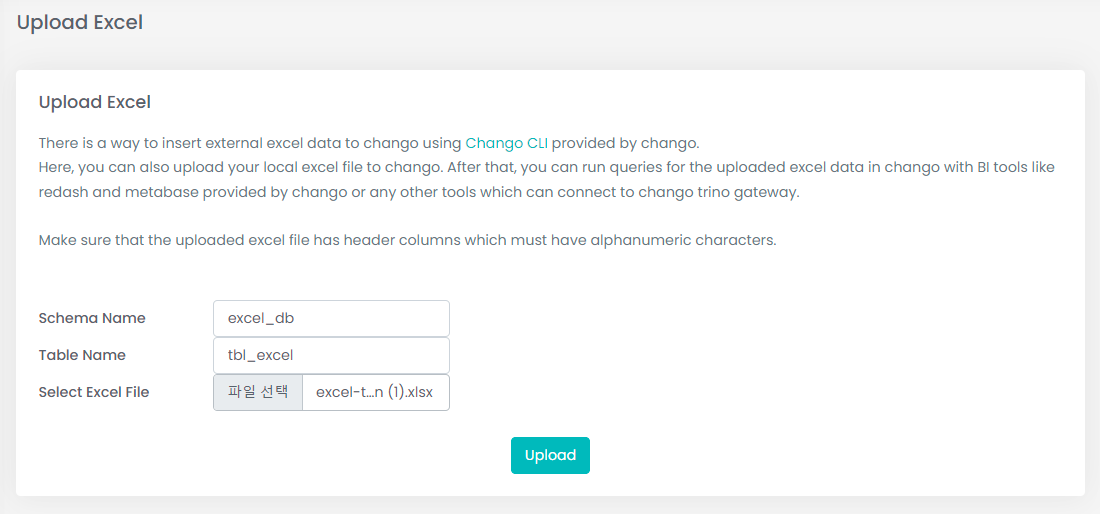 Upload Excel
Upload Excel
There is a way to insert external excel data to chango using Chango CLI provided by chango.
Here, you can also upload your local excel file to chango. After that, you can run queries for the uploaded excel data in chango with BI tools like
redash and metabase provided by chango or any other tools which can connect to chango trino gateway.
Make sure that the uploaded excel file has header columns which must have alphanumeric characters.
Schema Name excel_db
Table Name tbl_excel
Select Excel File 파일 선택 excel-t...n (1).xlsx
Upload